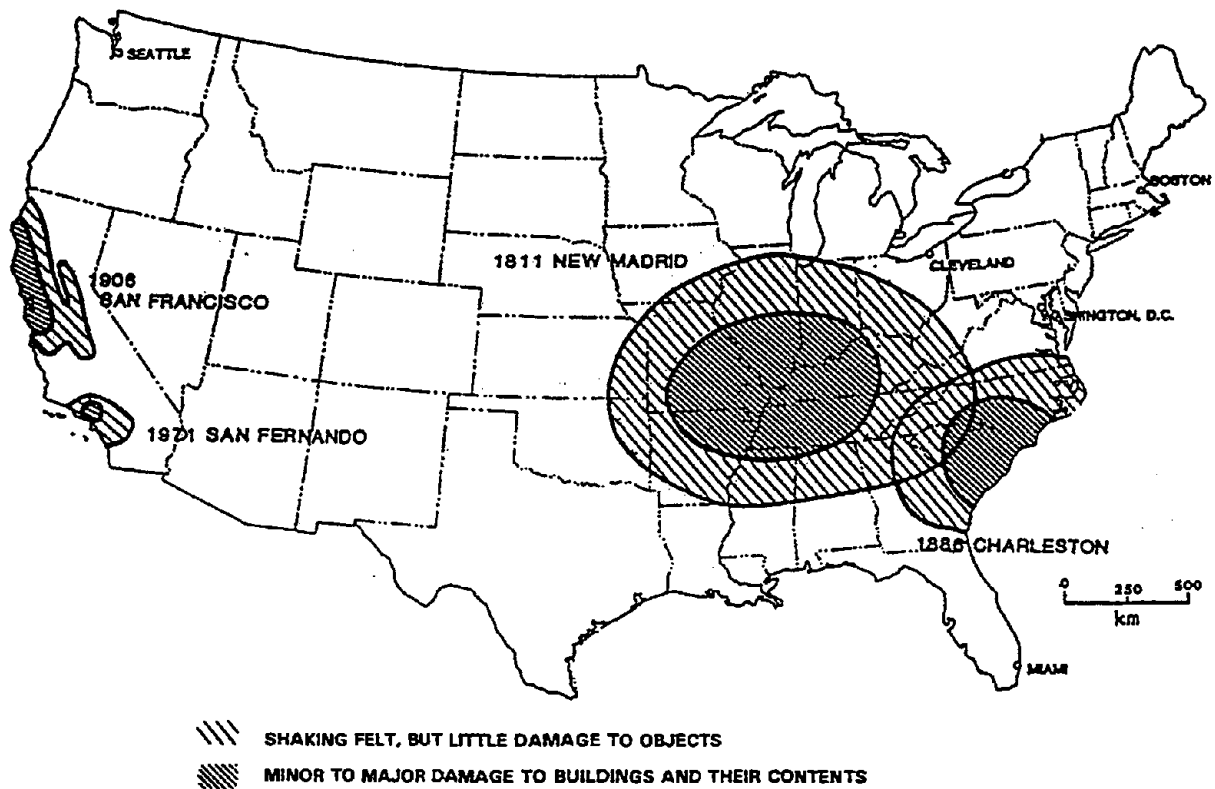 SEATTLE
BOSTON
1811 NEW MADRID
CLEVELAND
1906
SAN FRANCISCO
SHINGTON, D.C.
1971 SAN FERNANDO
1886 CHARLESTON
0 250 500
km
MIAMI
SHAKING FELT, BUT LITTLE DAMAGE TO OBJECTS
MINOR TO MAJOR DAMAGE TO BUILDINGS AND THEIR CONTENTS